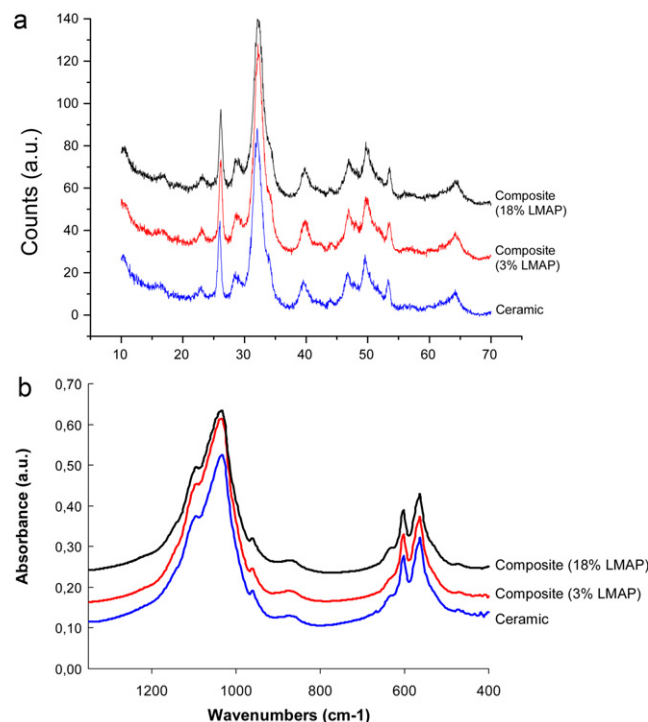 a
Counts (a.u.)
140
120
100
80
60
40
20
0
Composite
(18% LMAP)
Composite
(3% LMAP)
Ceramic
10 20 30 40 50 60 70
b
Absorbance (a.u.)
0,70
0,60
0,50
0,40
0,30
0,20
0,10
0,00
Composite (18% LMAP)
Composite (3% LMAP)
Ceramic
1200 1000 800 600 400
Wavenumbers (cm-1)